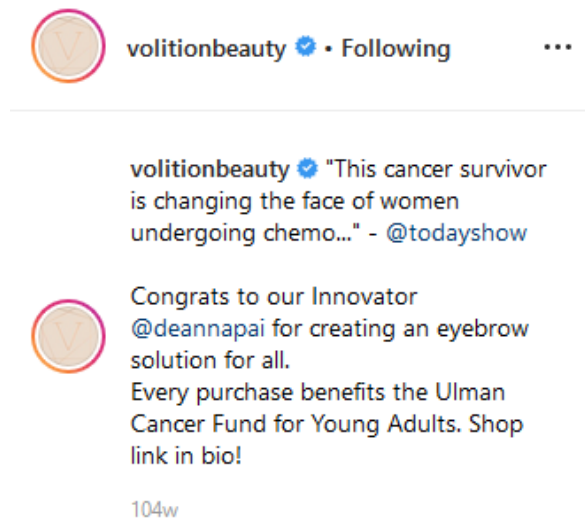 volitionbeauty • Following
volitionbeauty "This cancer survivor
is changing the face of women
undergoing chemo..." - @todayshow
Congrats to our Innovator
@deannapai for creating an eyebrow
solution for all.
Every purchase benefits the Ulman
Cancer Fund for Young Adults. Shop
link in bio!
104w